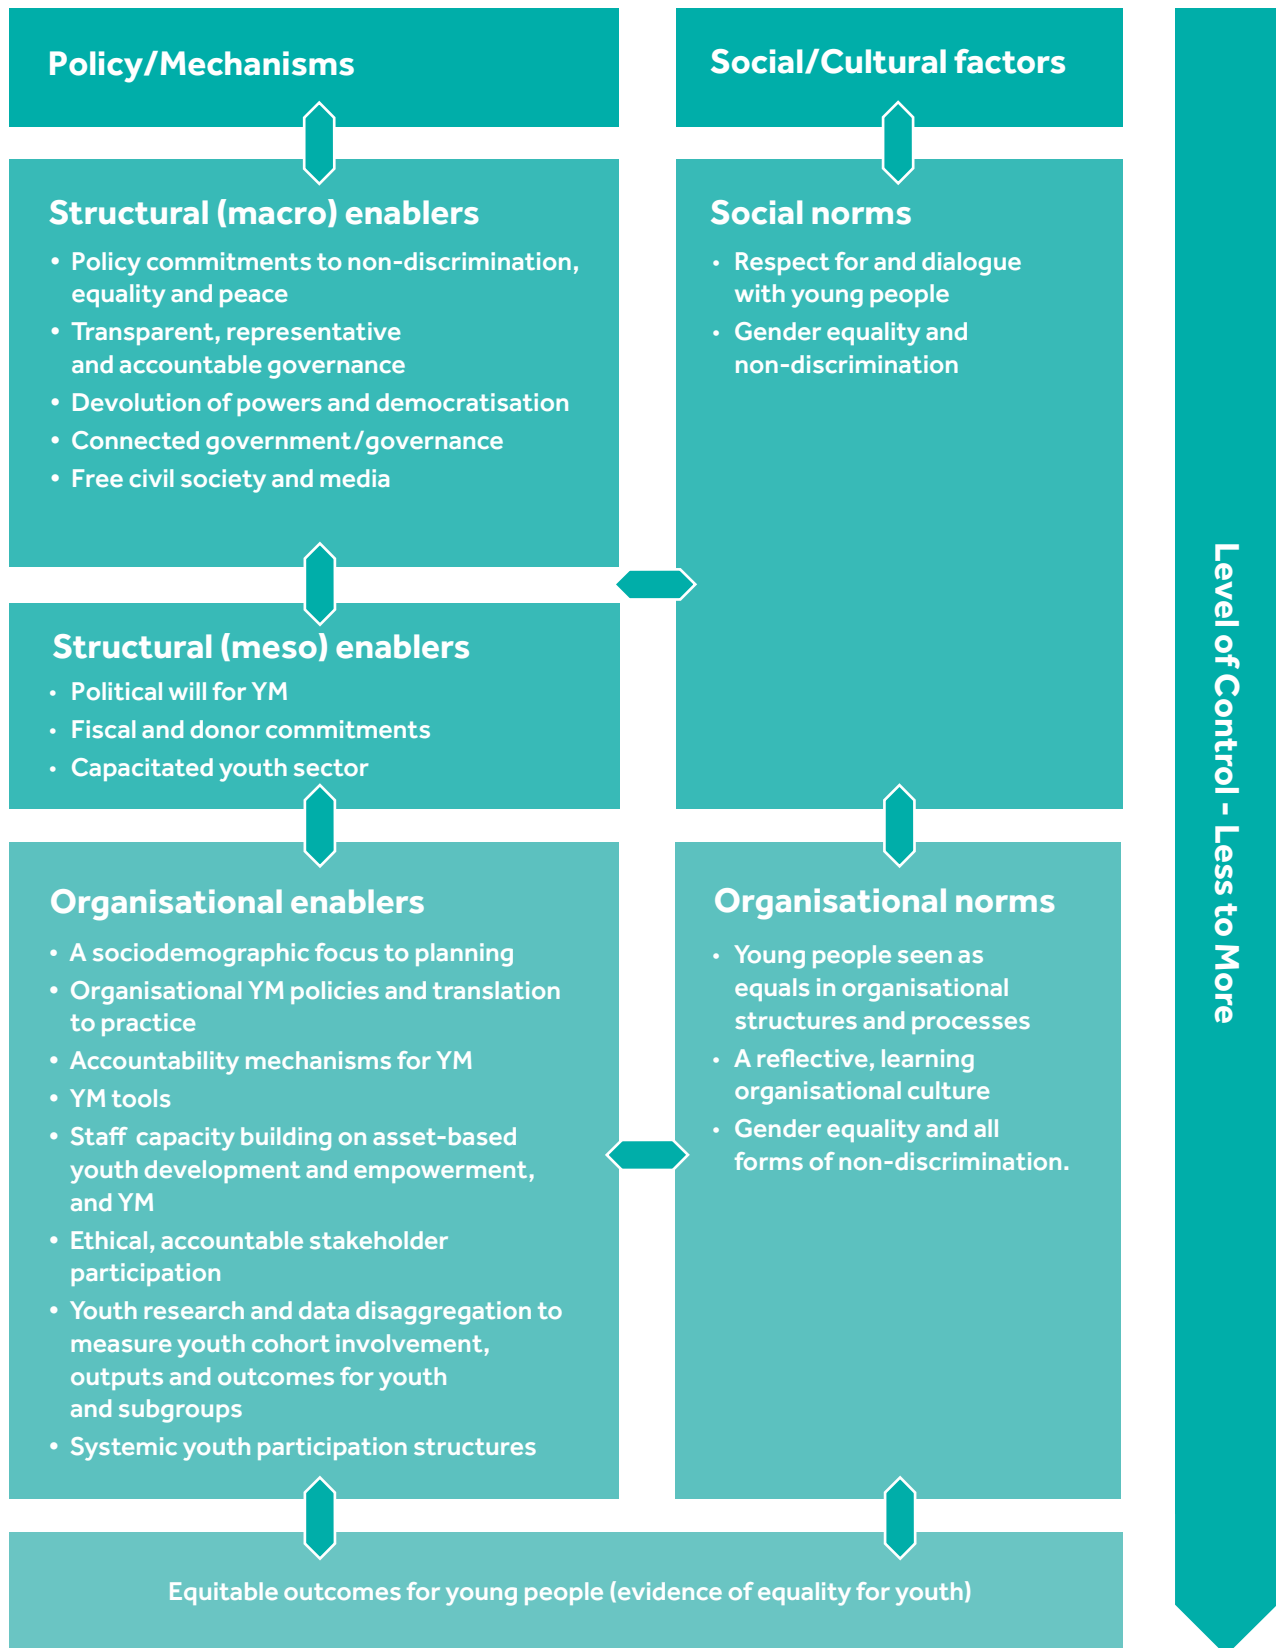 Policy/Mechanisms
Structural (macro) enablers
• Policy commitments to non-discrimination,
equality and peace
• Transparent, representative
and accountable governance
• Devolution of powers and democratisation
• Connected government/governance
• Free civil society and media
Structural (meso) enablers
• Political will for YM
• Fiscal and donor commitments
• Capacitated youth sector
Organisational enablers
• A sociodemographic focus to planning
• Organisational YM policies and translation
to practice
• Accountability mechanisms for YM
• YM tools
• Staff capacity building on asset-based
youth development and empowerment,
and YM
• Ethical, accountable stakeholder
participation
• Youth research and data disaggregation to
measure youth cohort involvement,
outputs and outcomes for youth
and subgroups
• Systemic youth participation structures
Social/Cultural factors
Social norms
• Respect for and dialogue
with young people
• Gender equality and
non-discrimination
Organisational norms
• Young people seen as
equals in organisational
structures and processes
• A reflective, learning
organisational culture
• Gender equality and all
forms of non-discrimination.
Equitable outcomes for young people (evidence of equality for youth)
Level of Control - Less to More